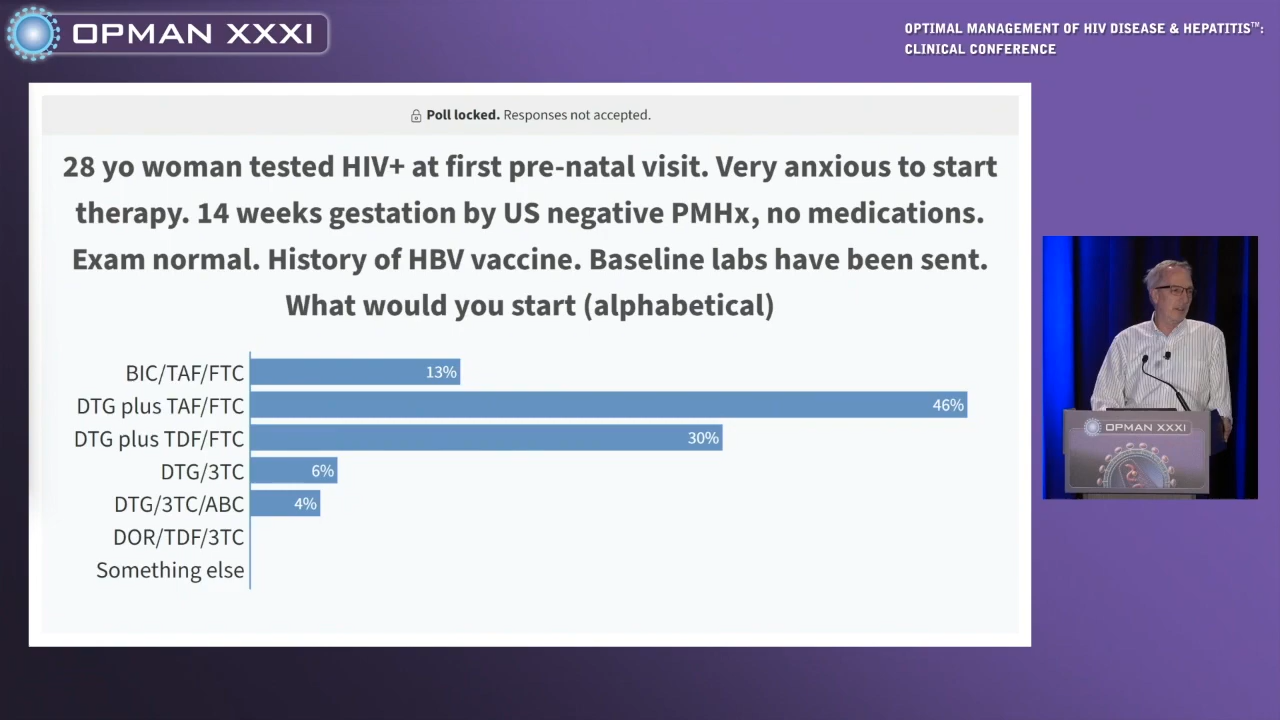 OPMAN XXXI
OPTIMAL MANAGEMENT OF HIV DISEASE & HEPATITIS™:
CLINICAL CONFERENCE
Poll locked. Responses not accepted.
28 yo woman tested HIV+ at first pre-natal visit. Very anxious to start
therapy. 14 weeks gestation by US negative PMHx, no medications.
Exam normal. History of HBV vaccine. Baseline labs have been sent.
What would you start (alphabetical)
BIC/TAF/FTC 13%
DTG plus TAF/FTC 46%
DTG plus TDF/FTC 30%
DTG/3TC 6%
DTG/3TC/ABC 4%
DOR/TDF/3TC
Something else
OPMAN XXXI